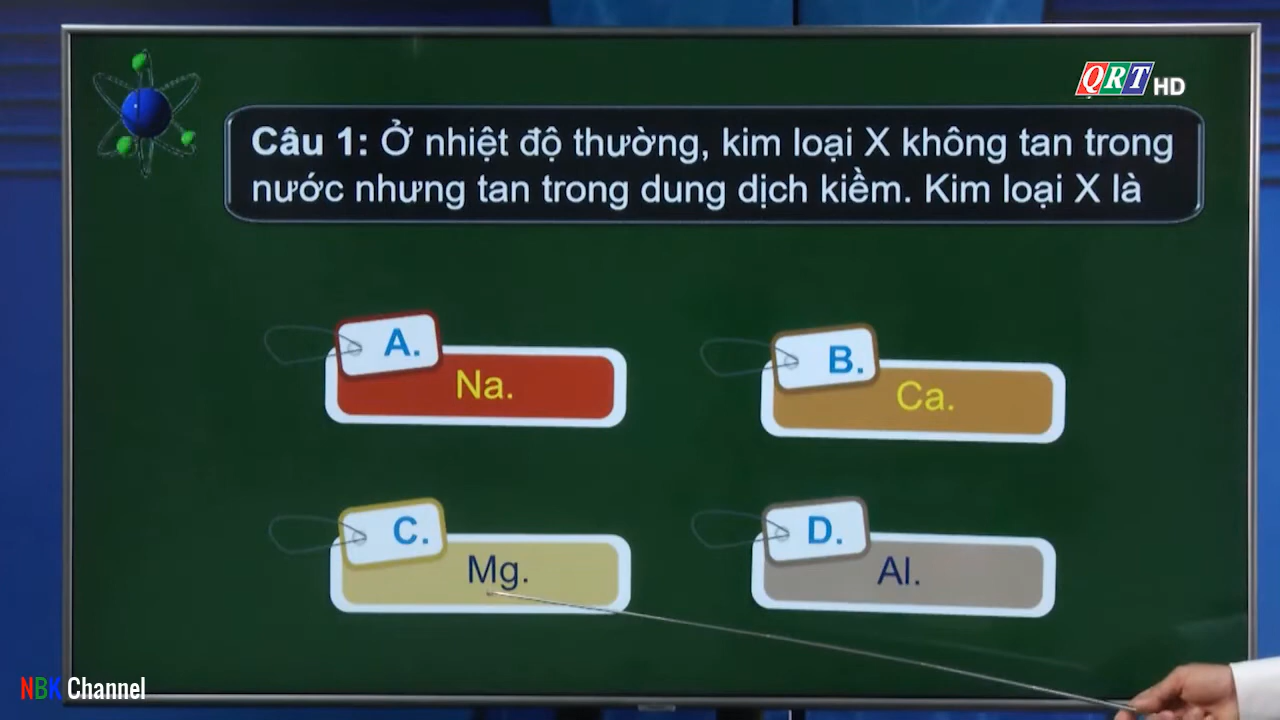 QRT HD
Câu 1: Ở nhiệt độ thường, kim loại X không tan trong
nước nhưng tan trong dung dịch kiềm. Kim loại X là
A.
Na.
B.
Ca.
C.
Mg.
D.
Al.
NBK Channel